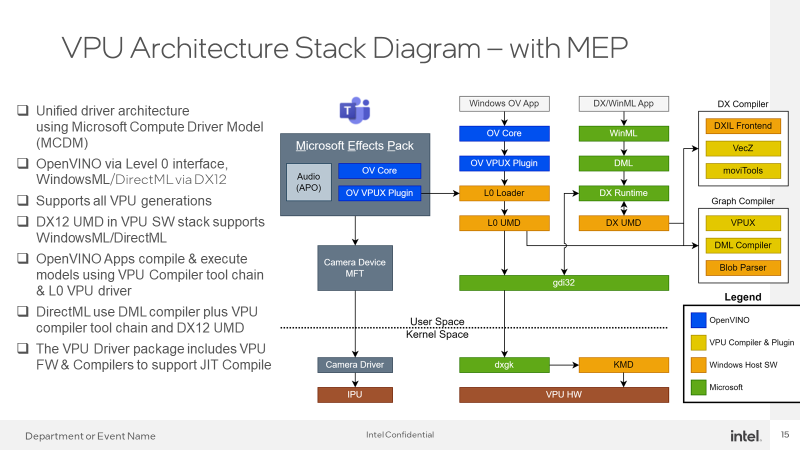 VPU Architecture Stack Diagram – with MEP
❑ Unified driver architecture
using Microsoft Compute Driver Model
(MCDM)
❑ OpenVINO via Level 0 interface,
WindowsML/DirectML via DX12
❑ Supports all VPU generations
❑ DX12 UMD in VPU SW stack supports
WindowsML/DirectML
❑ OpenVINO Apps compile & execute
models using VPU Compiler tool chain
& L0 VPU driver
❑ DirectML use DML compiler plus VPU
compiler tool chain and DX12 UMD
❑ The VPU Driver package includes VPU
FW & Compilers to support JIT Compile
Microsoft Effects Pack
Audio
(APO)
OV Core
OV VPUX Plugin
Camera Device
MFT
Camera Driver
IPU
Windows OV App
OV Core
OV VPUX Plugin
L0 Loader
L0 UMD
DX/WinML App
WinML
DML
DX Runtime
DX UMD
gdi32
User Space
Kernel Space
dxgk
KMD
VPU HW
DX Compiler
DXIL Frontend
VecZ
moviTools
Graph Compiler
VPUX
DML Compiler
Blob Parser
Legend
OpenVINO
VPU Compiler & Plugin
Windows Host SW
Microsoft
Department or Event Name
Intel Confidential
intel.
15